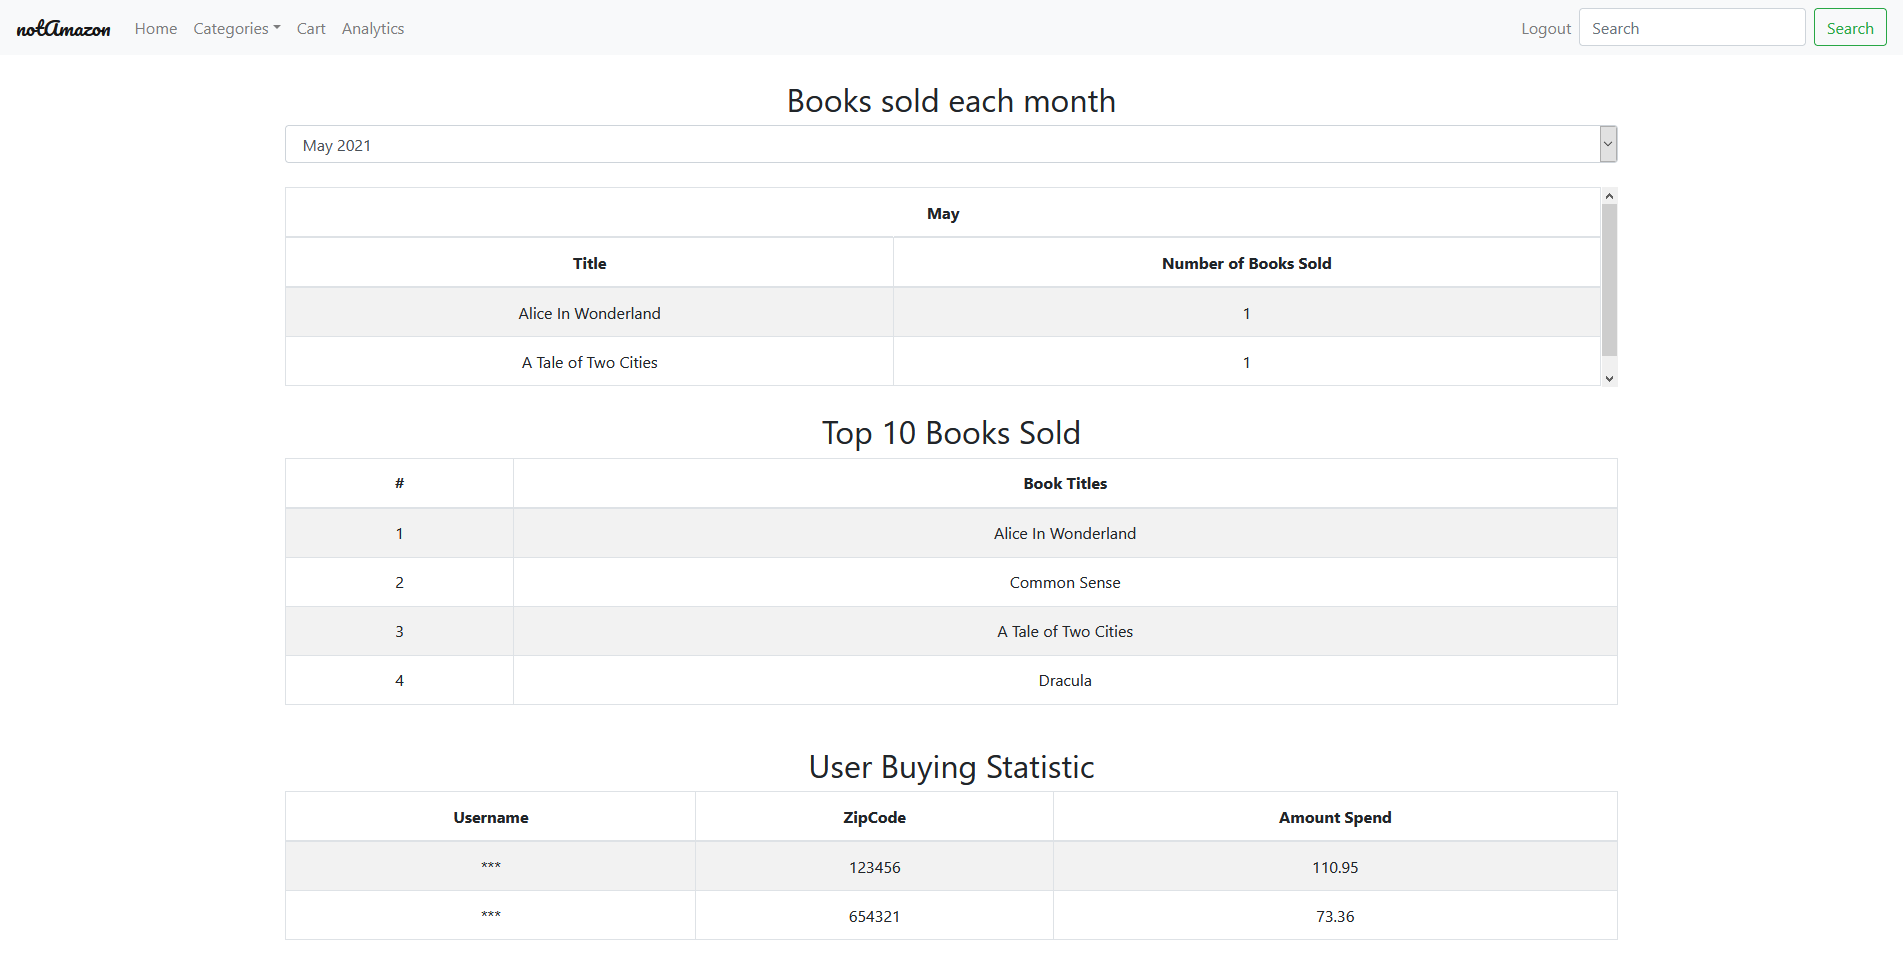 notAmazon Home Categories Cart Analytics Logout Search Search
Books sold each month
May 2021
May
Title Number of Books Sold
Alice In Wonderland 1
A Tale of Two Cities 1
Top 10 Books Sold
# Book Titles
1 Alice In Wonderland
2 Common Sense
3 A Tale of Two Cities
4 Dracula
User Buying Statistic
Username ZipCode Amount Spend
*** 123456 110.95
*** 654321 73.36